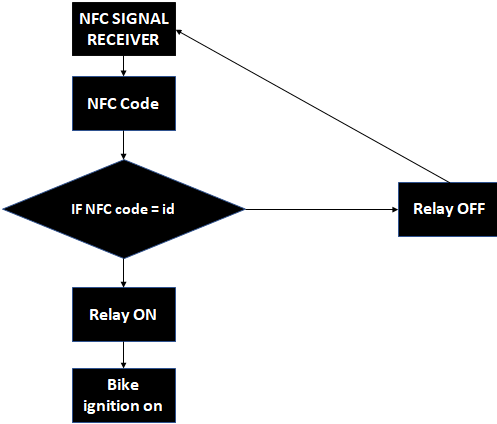 NFC SIGNAL
RECEIVER
NFC Code
IF NFC code = id
Relay OFF
Relay ON
Bike
ignition on